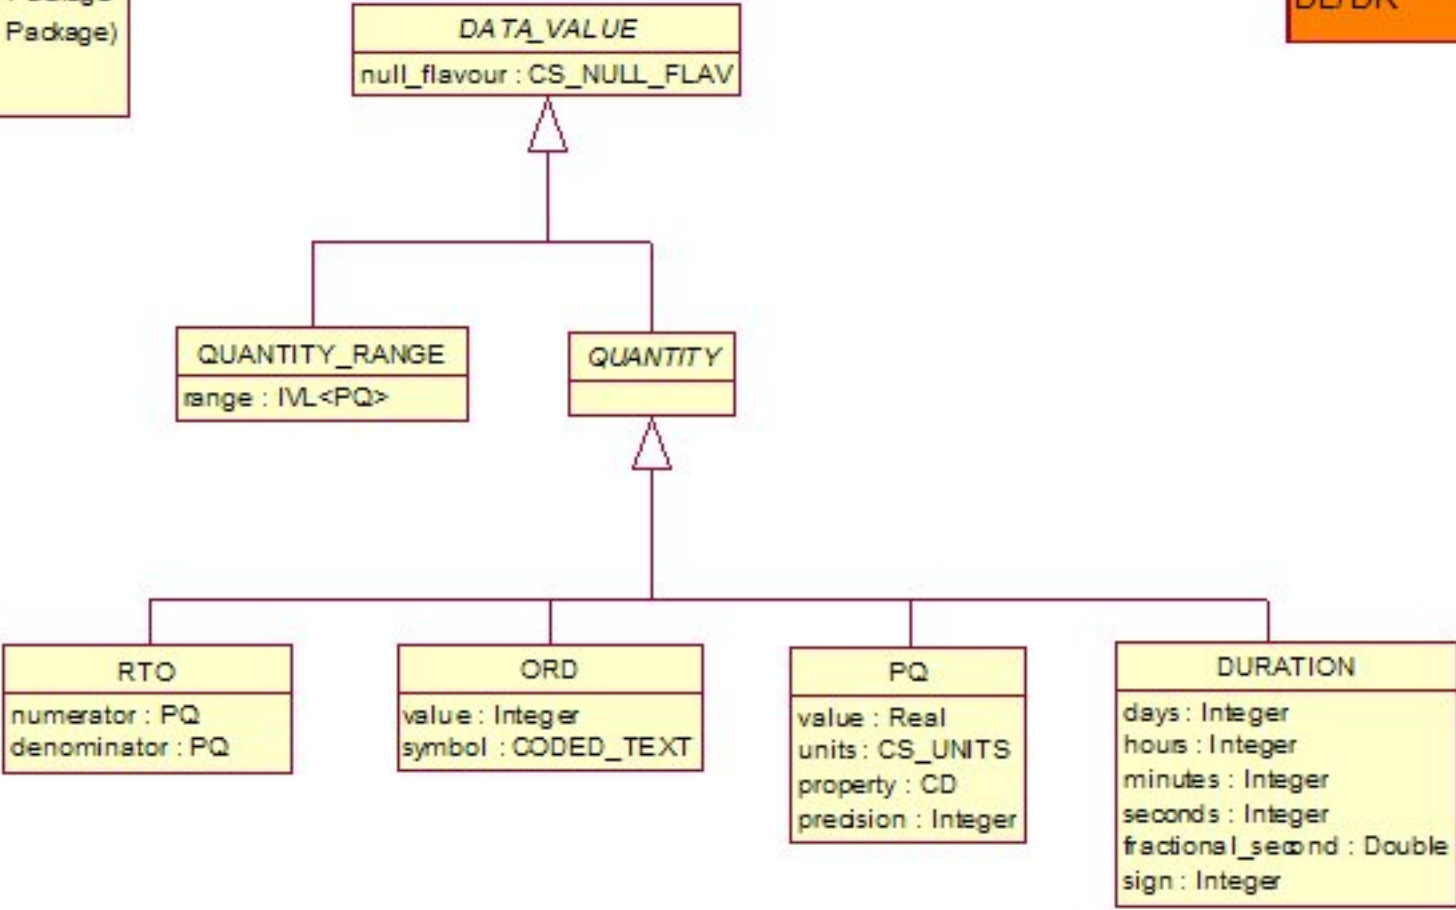 Package)
DATA_VALUE
null_flavour : CS_NULL_FLAV
QUANTITY_RANGE
range : IVL<PQ>
QUANTITY
RTO
numerator : PQ
denominator : PQ
ORD
value : Integer
symbol : CODED_TEXT
PQ
value : Real
units : CS_UNITS
property : CD
precision : Integer
DURATION
days : Integer
hours : Integer
minutes : Integer
seconds : Integer
fractional_second : Double
sign : Integer